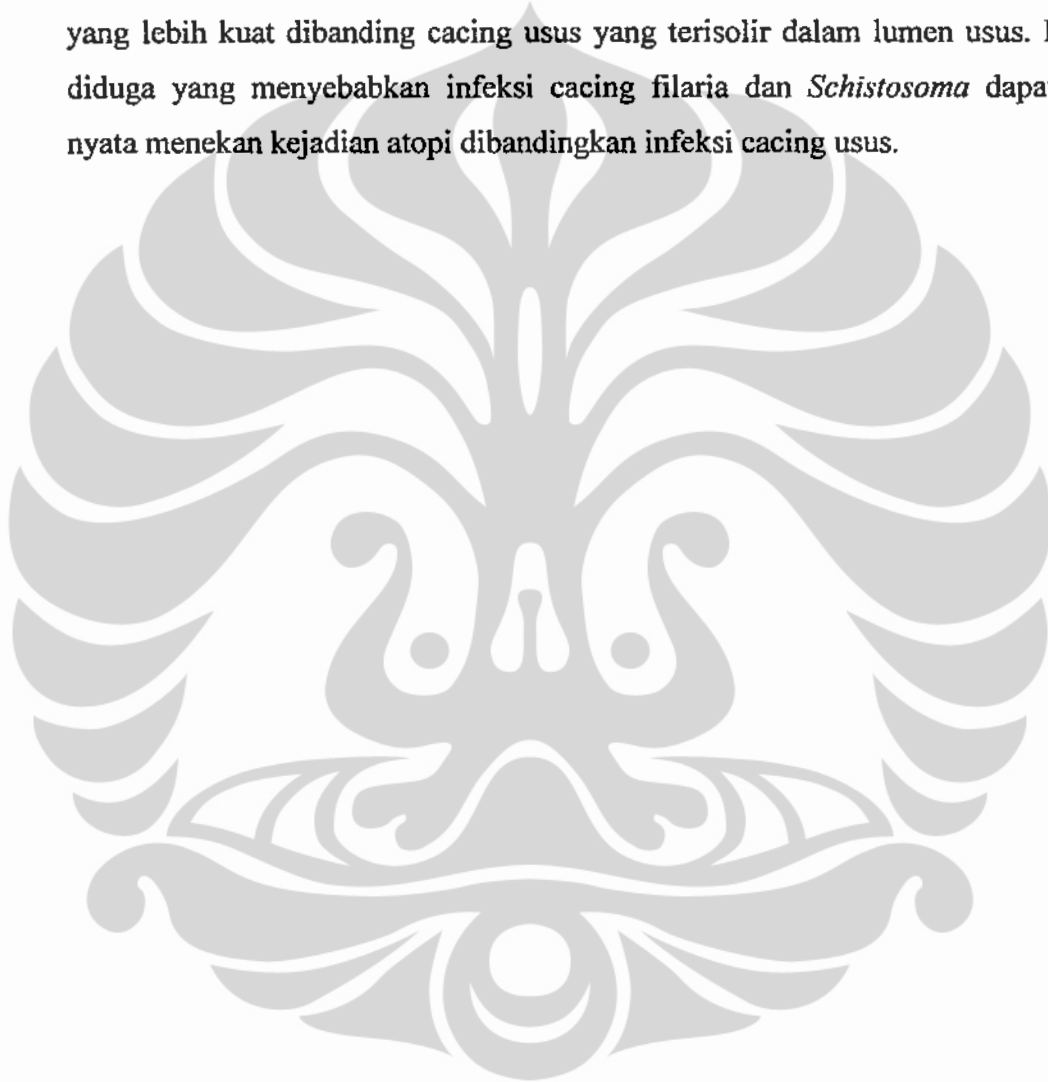 yang lebih kuat dibanding cacing usus yang terisolir dalam lumen usus.
diduga yang menyebabkan infeksi cacing filaria dan Schistosoma
nyata menekan kejadian atopi dibandingkan infeksi cacing usus.